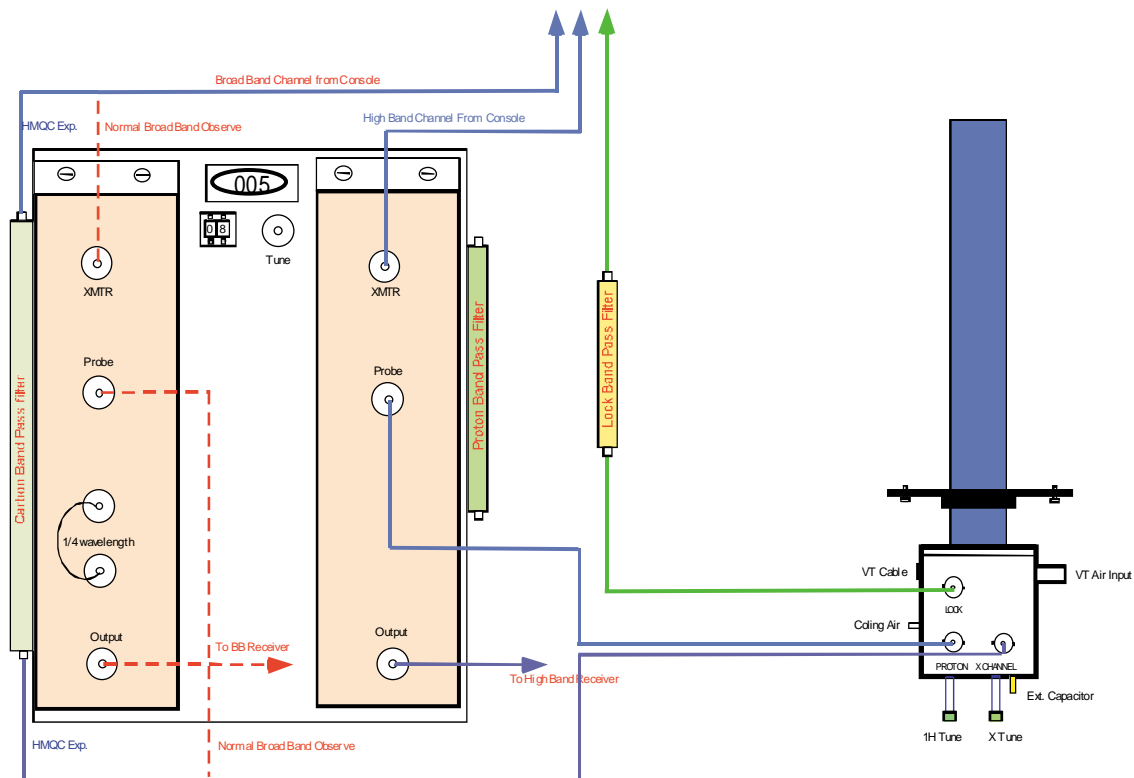 Broad Band Channel from Console
HMQC Exp.
Normal Broad Band Observe
High Band Channel From Console
005
0 8
Tune
XMTR
XMTR
Probe
Probe
Carbon Band Pass filter
Proton Band Pass Filter
Lock Band Pass Filter
1/4 wavelength
Output
Output
To BB Receiver
To High Band Receiver
HMQC Exp.
Normal Broad Band Observe
VT Cable
VT Air Input
LOCK
Coling Air
PROTON
X CHANNEL
Ext. Capacitor
1H Tune
X Tune